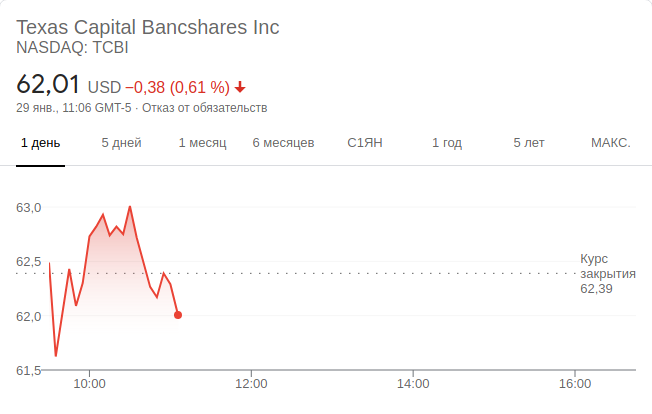 Texas Capital Bancshares Inc
NASDAQ: TCBI
62,01 USD −0,38 (0,61 %)
29 янв., 11:06 GMT-5 · Отказ от обязательств
1 день 5 дней 1 месяц 6 месяцев С1ЯН 1 год 5 лет МАКС.
63,0
62,5
62,0
61,5
Курс
закрытия
62,39
10:00 12:00 14:00 16:00